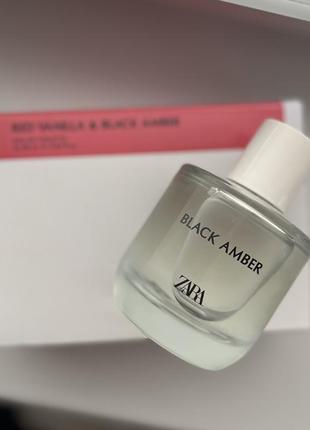 RED VANILLA & BLACK AMBER
BLACK AMBER
ZARA